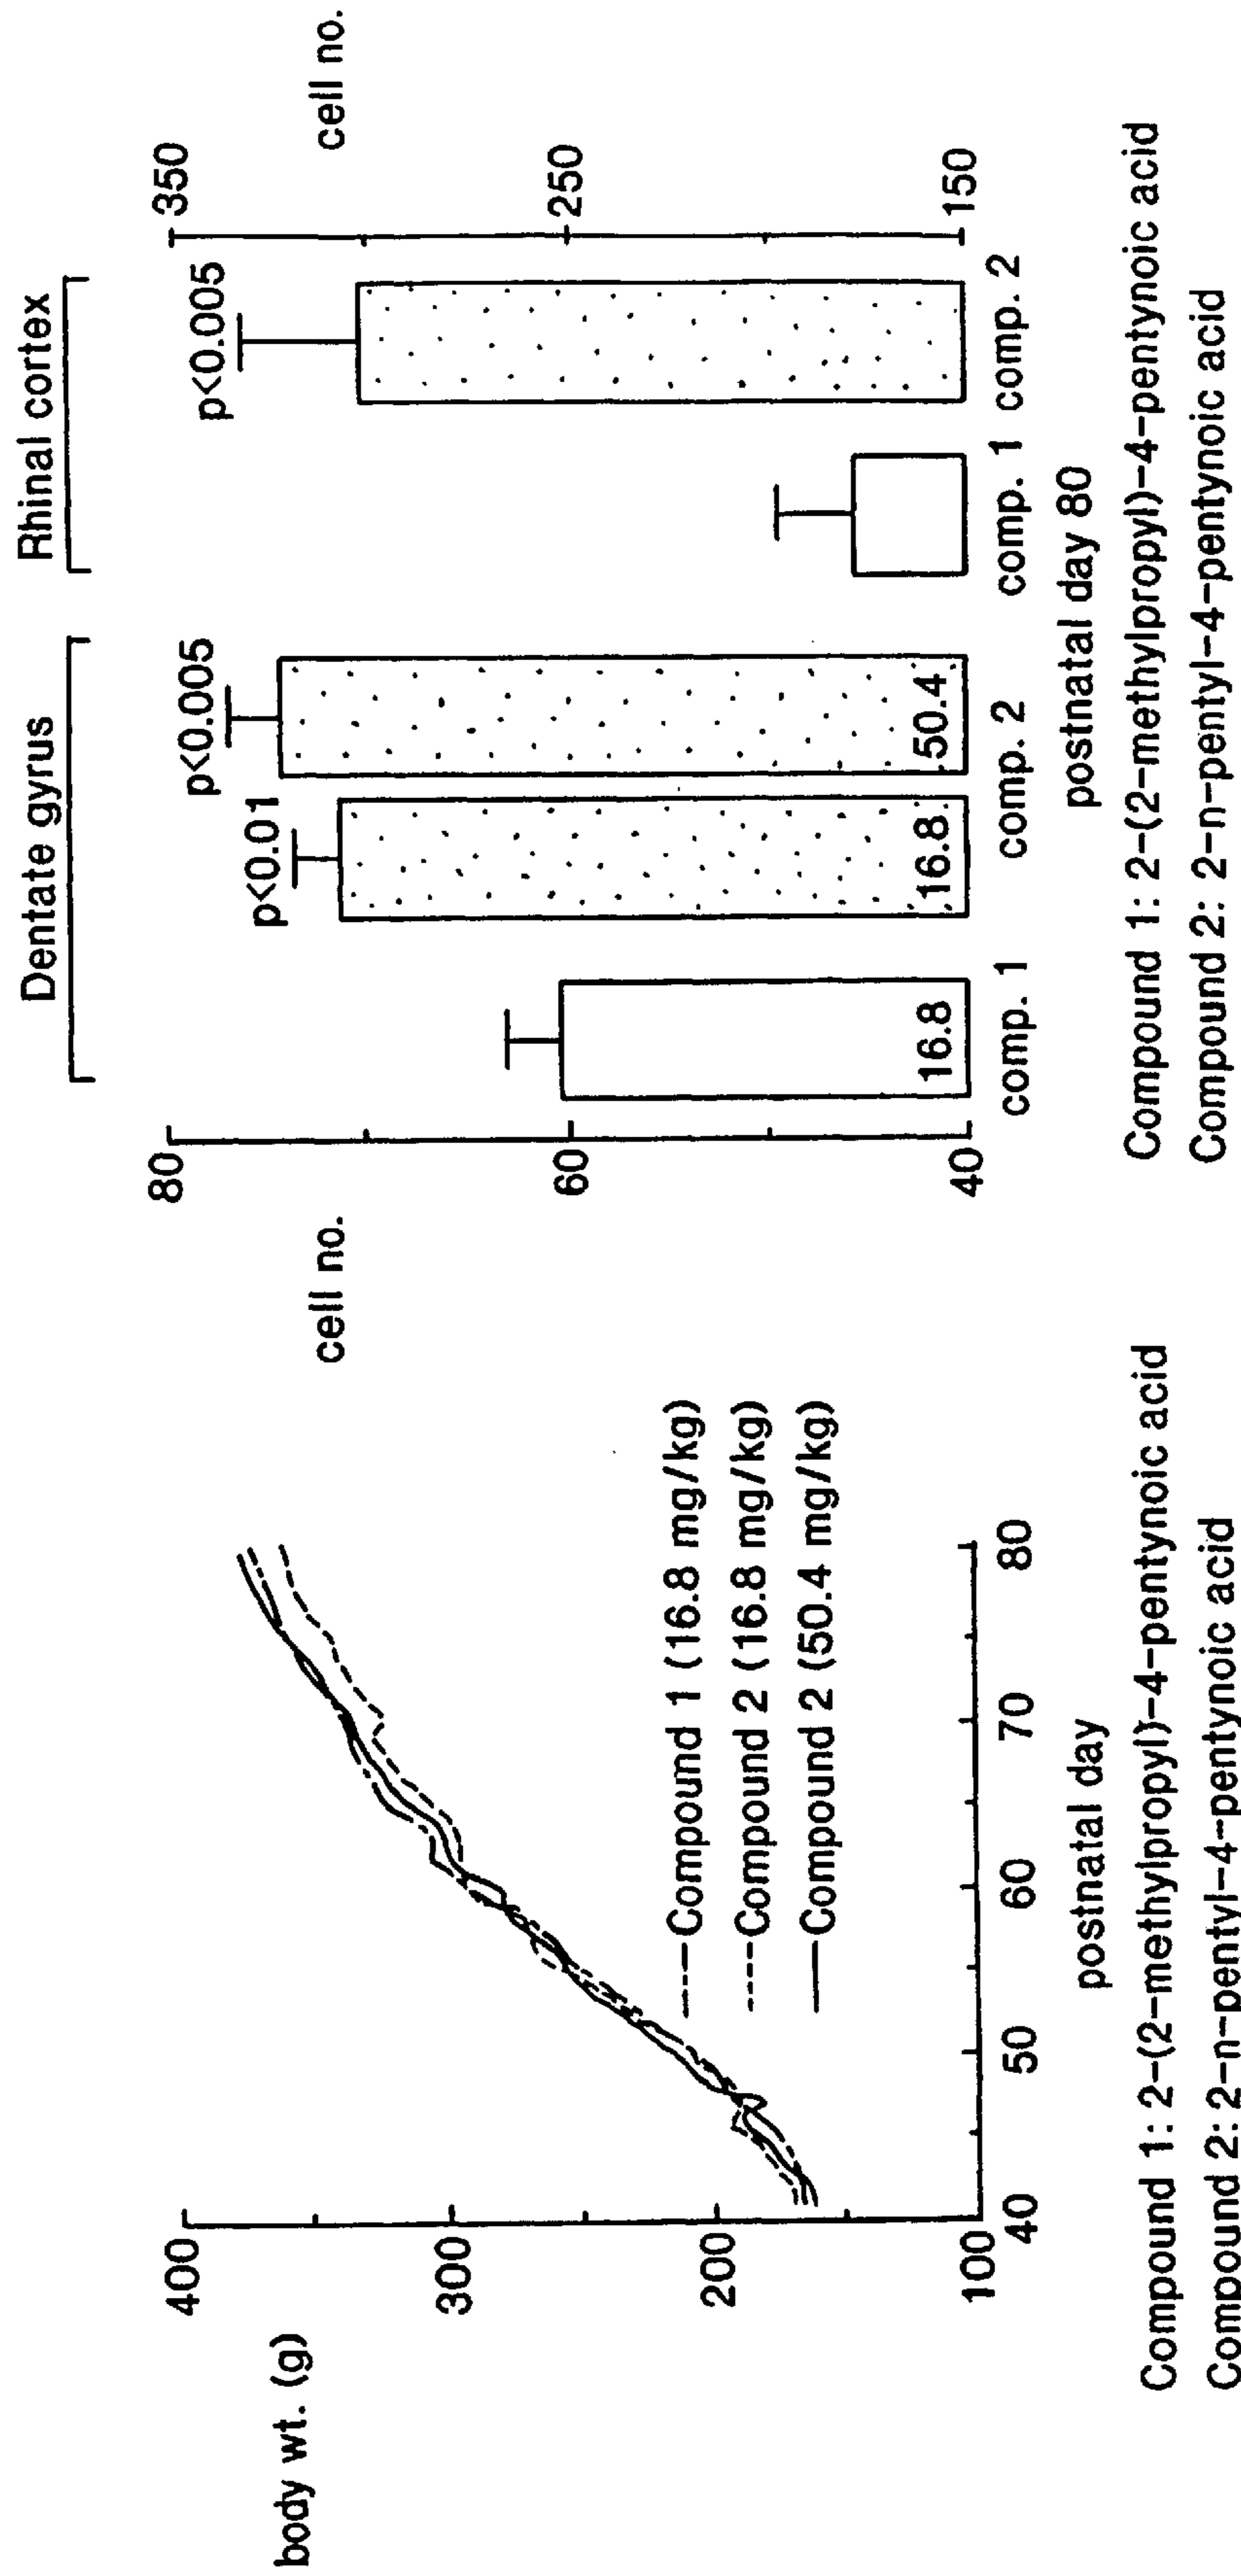 body wt. (g)
400
300
200
100
40
50
60
70
80
Compound 1 (16.8 mg/kg)
Compound 2 (16.8 mg/kg)
Compound 2 (50.4 mg/kg)
postnatal day
Compound 1: 2-(2-methylpropyl)-4-pentynoic acid
Compound 2: 2-n-pentyl-4-pentynoic acid
Dentate gyrus
Rhinal cortex
cell no.
80
60
40
p<0.01
p<0.005
p<0.005
16.8
16.8
50.4
comp. 1
comp. 2
comp. 1
comp. 2
350
250
150
cell no.
postnatal day 80
Compound 1: 2-(2-methylpropyl)-4-pentynoic acid
Compound 2: 2-n-pentyl-4-pentynoic acid